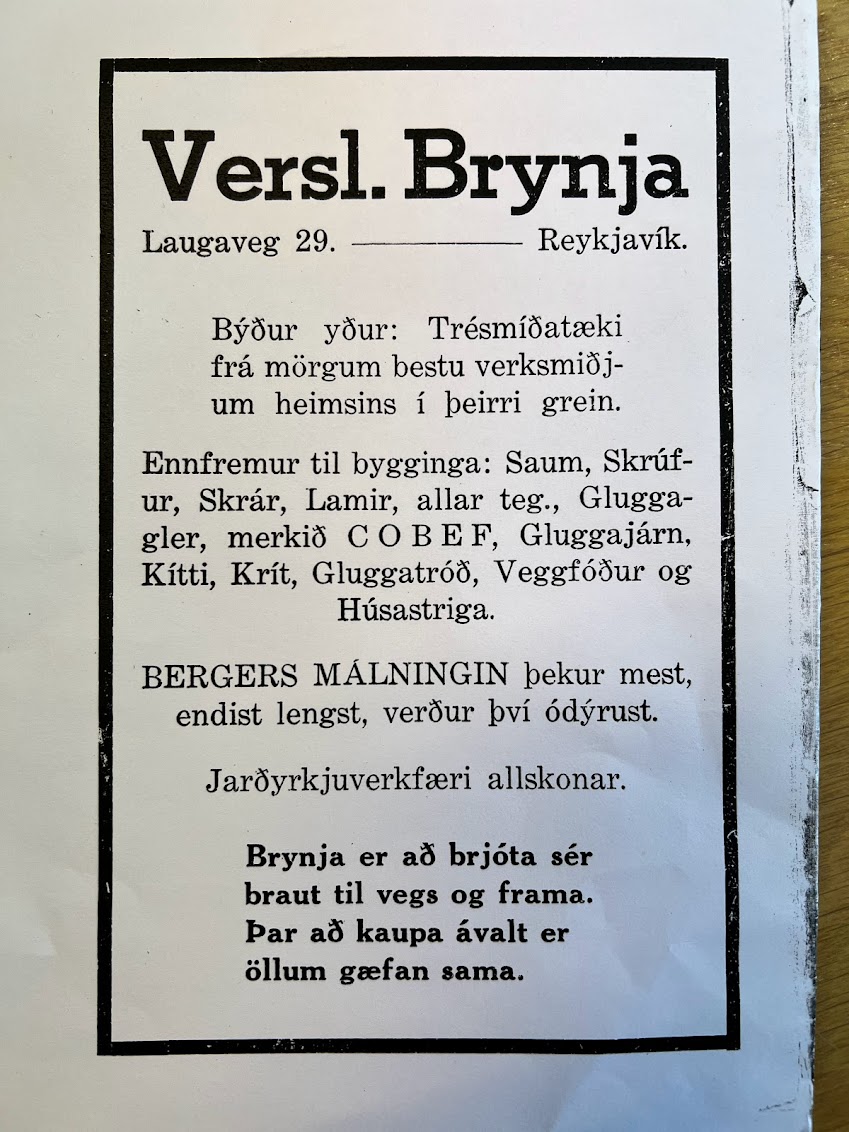 Versl. Brynja
Laugaveg 29. ——— Reykjavík.
Býður yður: Trésmíðatæki
frá mörgum bestu verksmiðj-
um heimsins í þeirri grein.
Ennfremur til bygginga: Saum, Skrúf-
ur, Skrár, Lamir, allar teg., Glugga-
gler, merkið COBEF, Gluggajárn,
Kítti, Krít, Gluggatróð, Veggfóður og
Húsastriga.
BERGERS MÁLNINGIN þekur mest,
endist lengst, verður því ódýrust.
Jarðyrkjuverkfæri allskonar.
Brynja er að brjóta sér
braut til vegs og frama.
Þar að kaupa ávalt er
öllum gæfan sama.